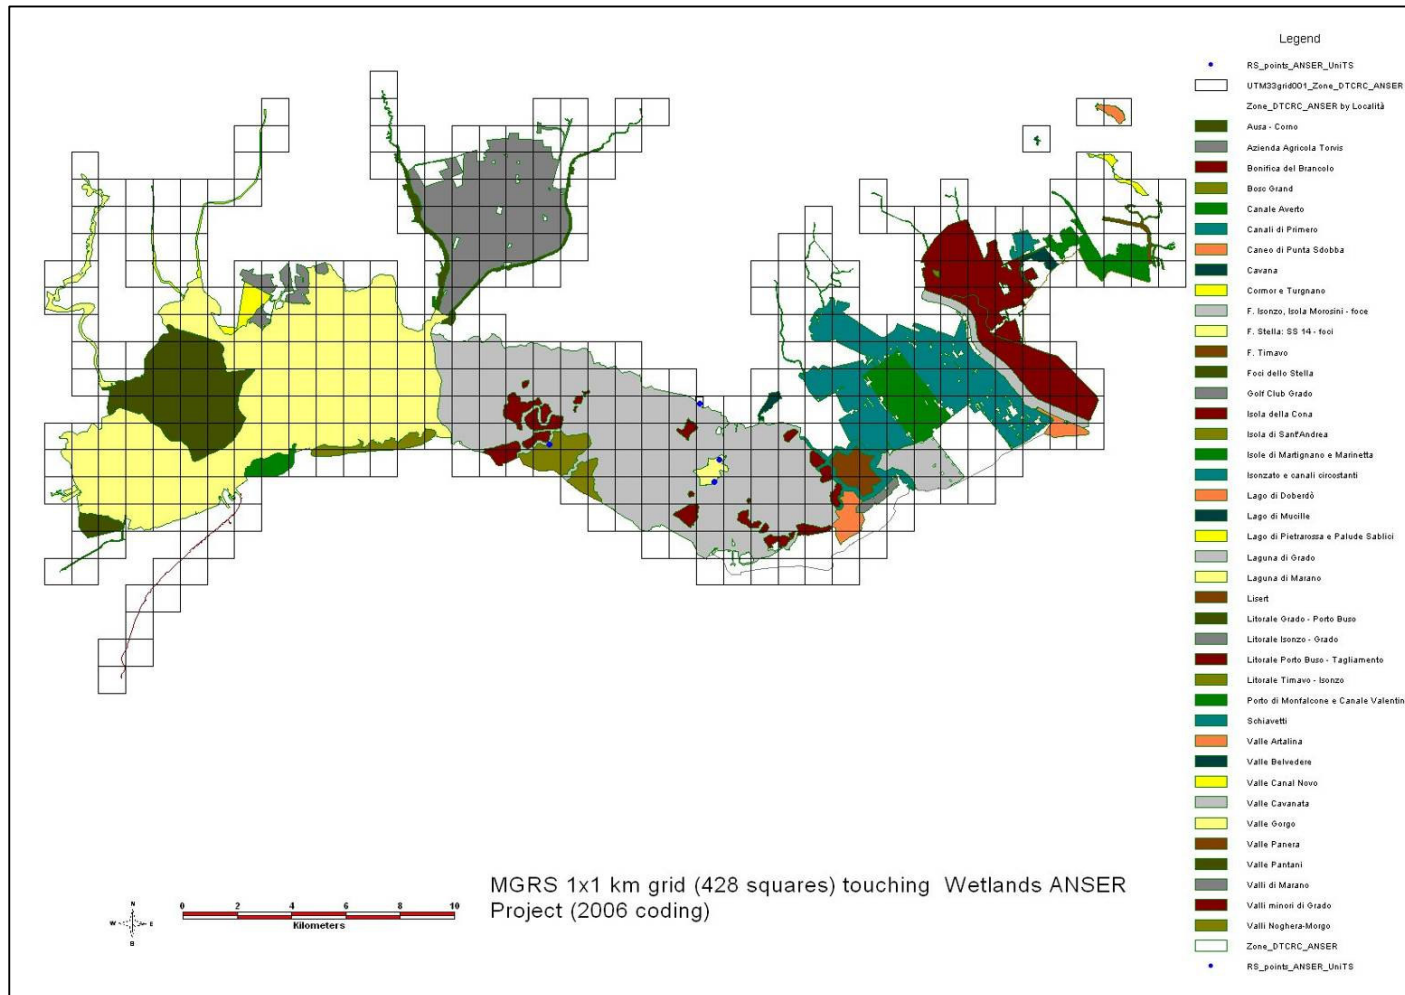 Legend
RS_points_ANSER_UniTS
UTM33grid001_Zone_DTCRC_ANSER
Zone_DTCRC_ANSER by Località
Ausa - Corno
Azienda Agricola Torvis
Bonifica del Brancolo
Bosc Grand
Canale Averto
Canali di Primero
Caneo di Punta Sdobba
Cavana
Cormor e Turgnano
F. Isonzo, Isola Morosini - foce
F. Stella: SS 14 - foci
F. Timavo
Foci dello Stella
Golf Club Grado
Isola della Cona
Isola di Sant'Andrea
Isole di Martignano e Marinetta
Isonzato e canali circostanti
Lago di Doberdò
Lago di Mucille
Lago di Pietrarossa e Palude Sablici
Laguna di Grado
Laguna di Marano
Lisert
Litorale Grado - Porto Buso
Litorale Isonzo - Grado
Litorale Porto Buso - Tagliamento
Litorale Timavo - Isonzo
Porto di Monfalcone e Canale Valentin
Schiavetti
Valle Artalina
Valle Belvedere
Valle Canal Novo
Valle Cavanata
Valle Gorgo
Valle Panera
Valle Pantani
Valli di Marano
Valli minori di Grado
Valli Noghera-Morgo
Zone_DTCRC_ANSER
RS_points_ANSER_UniTS
MGRS 1x1 km grid (428 squares) touching Wetlands ANSER
Project (2006 coding)
N
W E
S
0 2 4 6 8 10
Kilometers